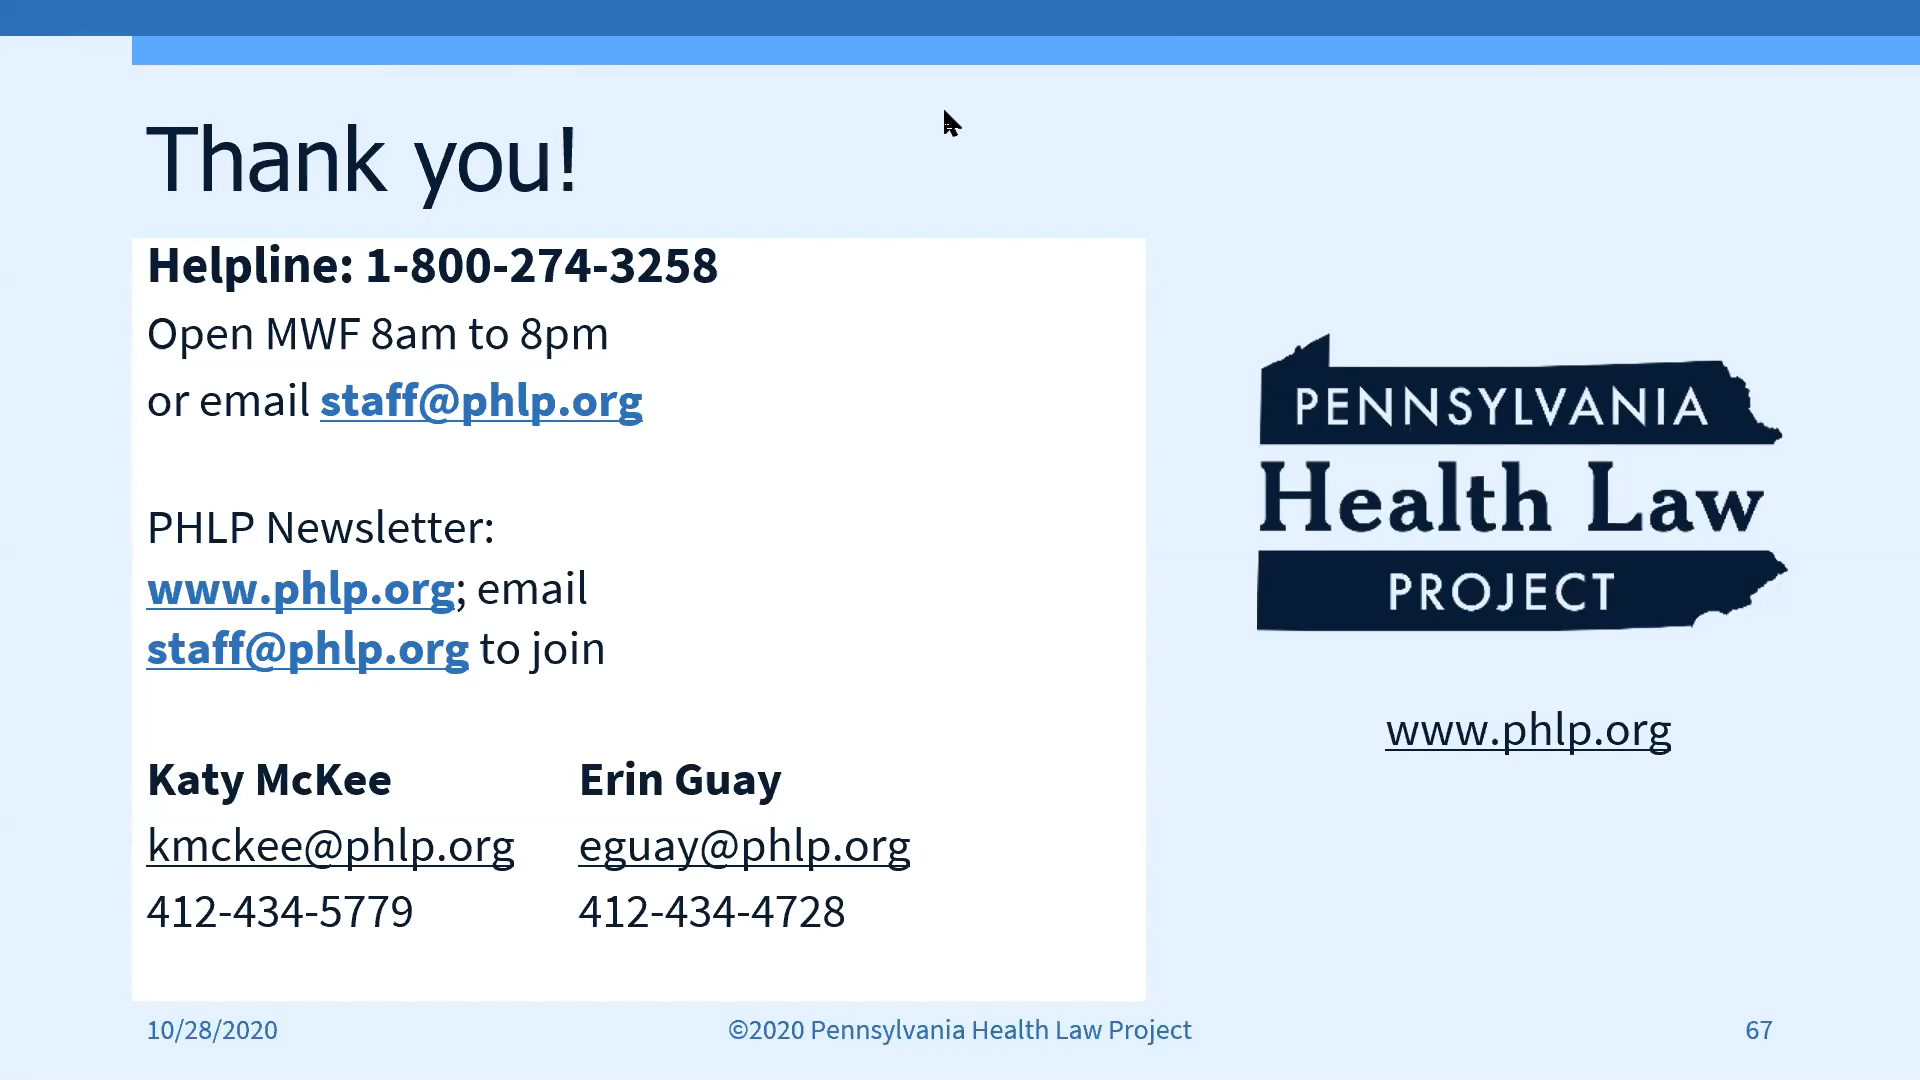 Thank you!
Helpline: 1-800-274-3258
Open MWF 8am to 8pm
or email staff@phlp.org
PHLP Newsletter:
www.phlp.org; email
staff@phlp.org to join
Katy McKee
kmckee@phlp.org
412-434-5779
Erin Guay
eguay@phlp.org
412-434-4728
PENNSYLVANIA
Health Law
PROJECT
www.phlp.org
10/28/2020
©2020 Pennsylvania Health Law Project
67